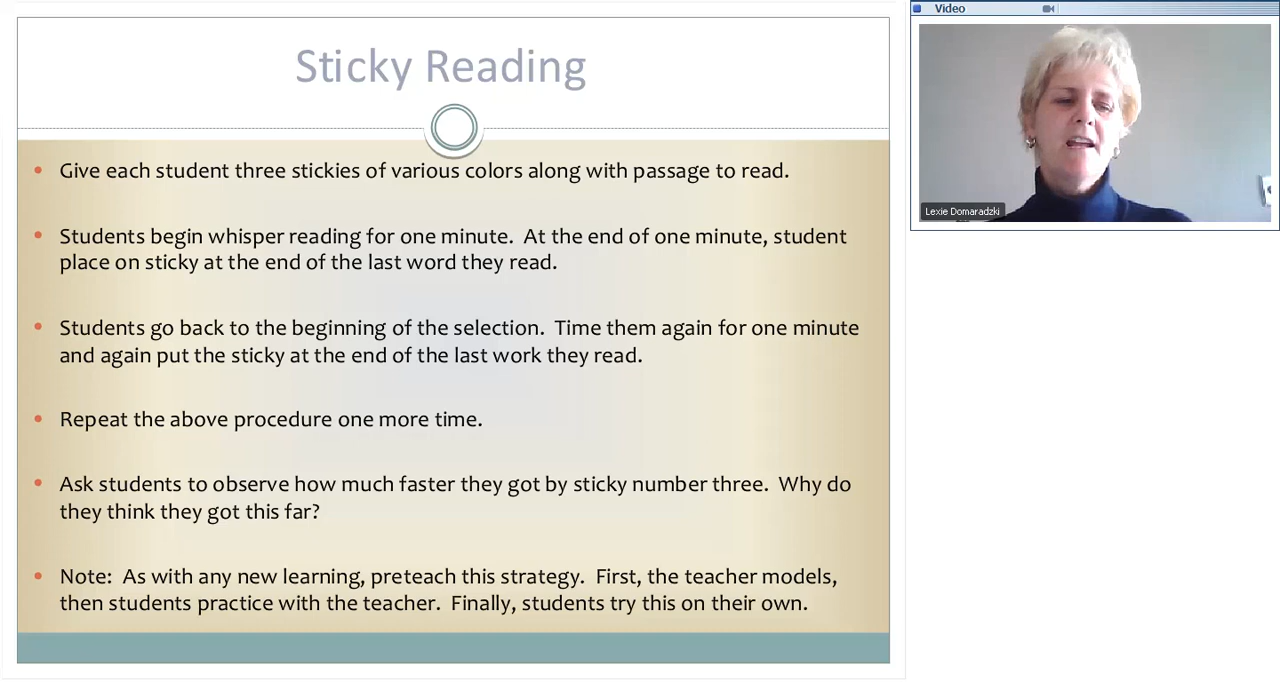 Sticky Reading
Give each student three stickies of various colors along with passage to read.
Students begin whisper reading for one minute.  At the end of one minute, student
place on sticky at the end of the last word they read.
Students go back to the beginning of the selection.  Time them again for one minute
and again put the sticky at the end of the last work they read.
Repeat the above procedure one more time.
Ask students to observe how much faster they got by sticky number three.  Why do
they think they got this far?
Note:  As with any new learning, preteach this strategy.  First, the teacher models,
then students practice with the teacher.  Finally, students try this on their own.
Video
Lexie Domaradzki